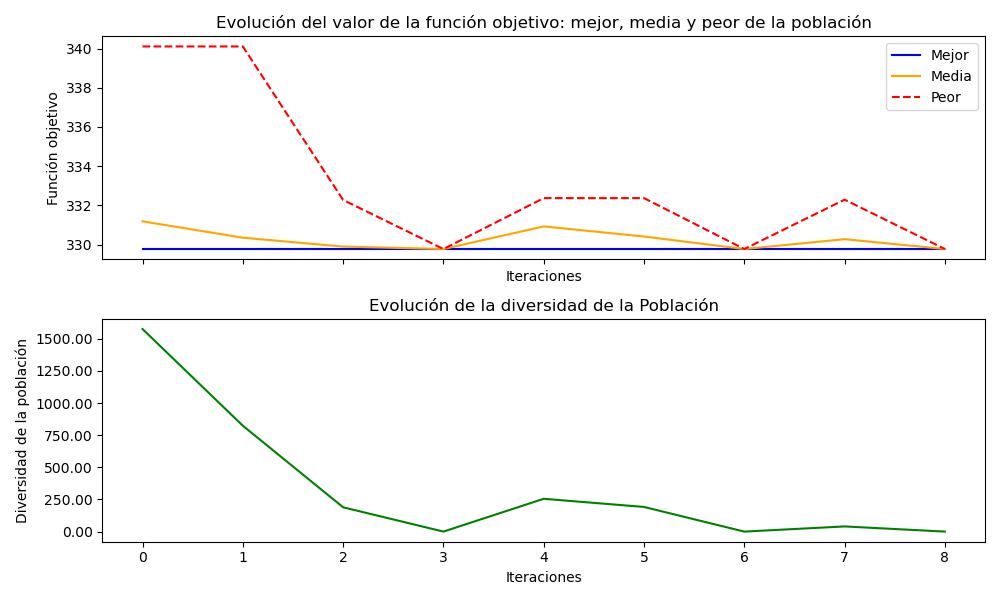 Evolución del valor de la función objetivo: mejor, media y peor de la población
340
338
336
334
332
330
Función objetivo
Mejor
Media
Peor
Iteraciones
Evolución de la diversidad de la Población
1500.00
1250.00
1000.00
750.00
500.00
250.00
0.00
Diversidad de la población
0 1 2 3 4 5 6 7 8
Iteraciones